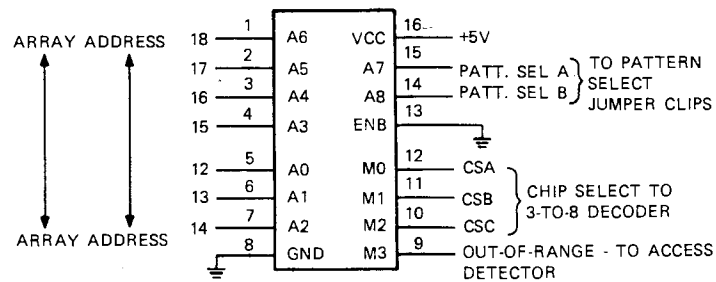 ARRAY ADDRESS
18 1 A6 VCC 16 +5V
17 2 A5 A7 15 PATT. SEL A
16 3 A4 A8 14 PATT. SEL B
TO PATTERN
SELECT
JUMPER CLIPS
15 4 A3 ENB 13
12 5 A0 M0 12 CSA
13 6 A1 M1 11 CSB
14 7 A2 M2 10 CSC
CHIP SELECT TO
3-TO-8 DECODER
ARRAY ADDRESS
8 GND M3 9 OUT-OF-RANGE - TO ACCESS
DETECTOR